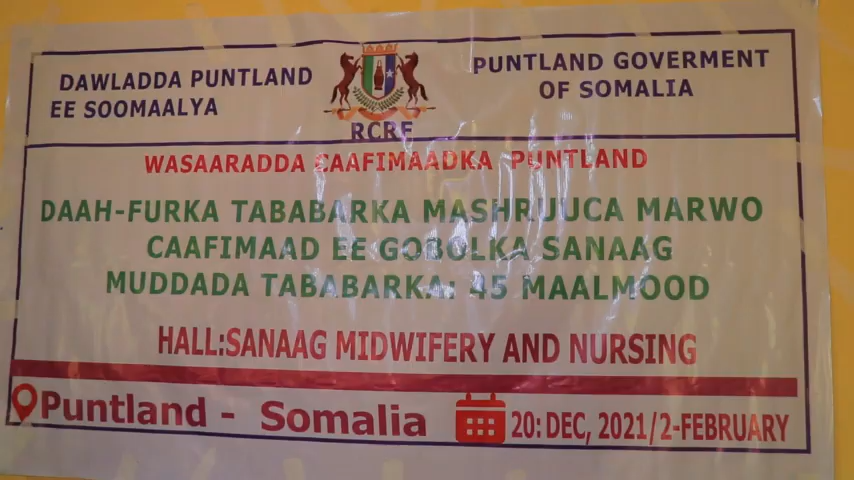 DAWLADDA PUNTLAND
EE SOOMAALYA
PUNTLAND GOVERMENT
OF SOMALIA
RCRF
WASAARADDA CAAFIMAADKA PUNTLAND
DAAH-FURKA TABABARKA MASHRUUCA MARWO
CAAFIMAAD EE GOBOLKA SANAAG
MUDDADA TABABARKA: 45 MAALMOOD
HALL:SANAAG MIDWIFERY AND NURSING
Puntland - Somalia
20: DEC, 2021/2-FEBRUARY